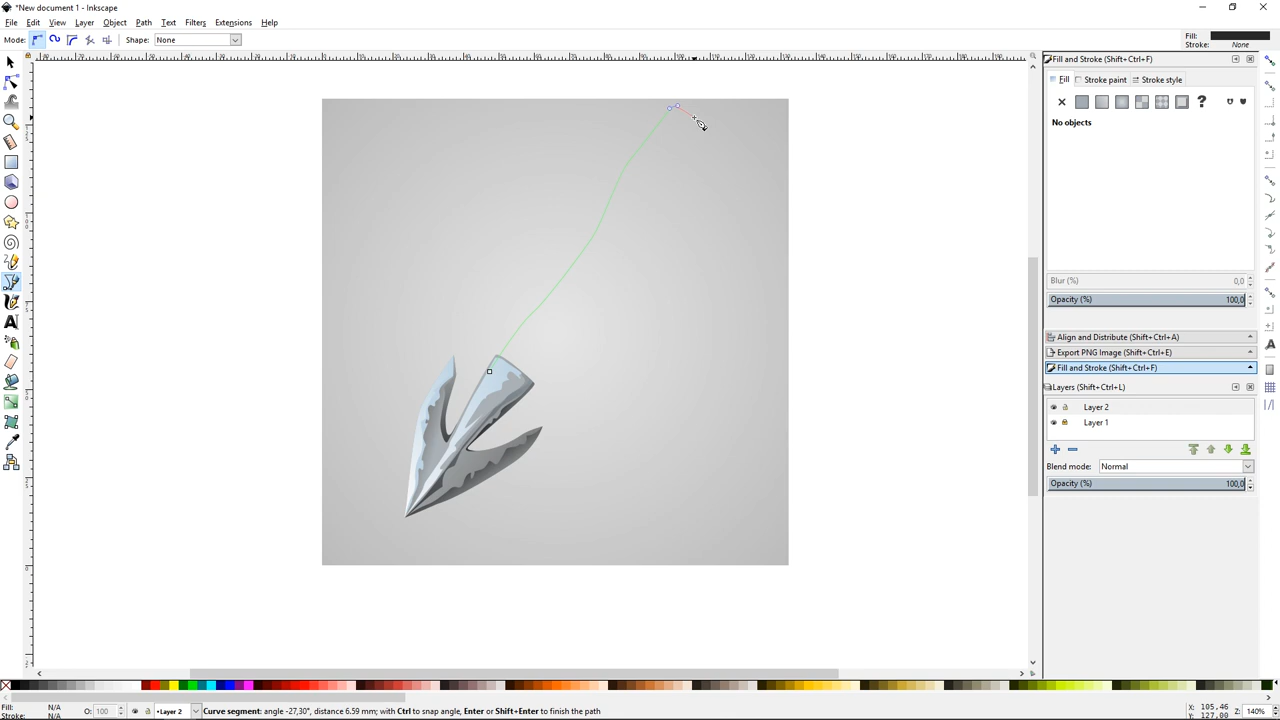 *New document 1 - Inkscape
File Edit View Layer Object Path Text Filters Extensions Help
Mode: Shape: None
Fill:
Stroke: None
Fill and Stroke (Shift+Ctrl+F)
Fill Stroke paint Stroke style
No objects
Blur (%) 0,0
Opacity (%) 100,0
Align and Distribute (Shift+Ctrl+A)
Export PNG Image (Shift+Ctrl+E)
Fill and Stroke (Shift+Ctrl+F)
Layers (Shift+Ctrl+L)
Layer 2
Layer 1
Blend mode: Normal
Opacity (%) 100,0
Fill: N/A
Stroke: N/A
O: 100
•Layer 2
Curve segment: angle -27,30°, distance 6.59 mm; with Ctrl to snap angle, Enter or Shift+Enter to finish the path
X: 105,46
Y: 127,00
Z: 140%